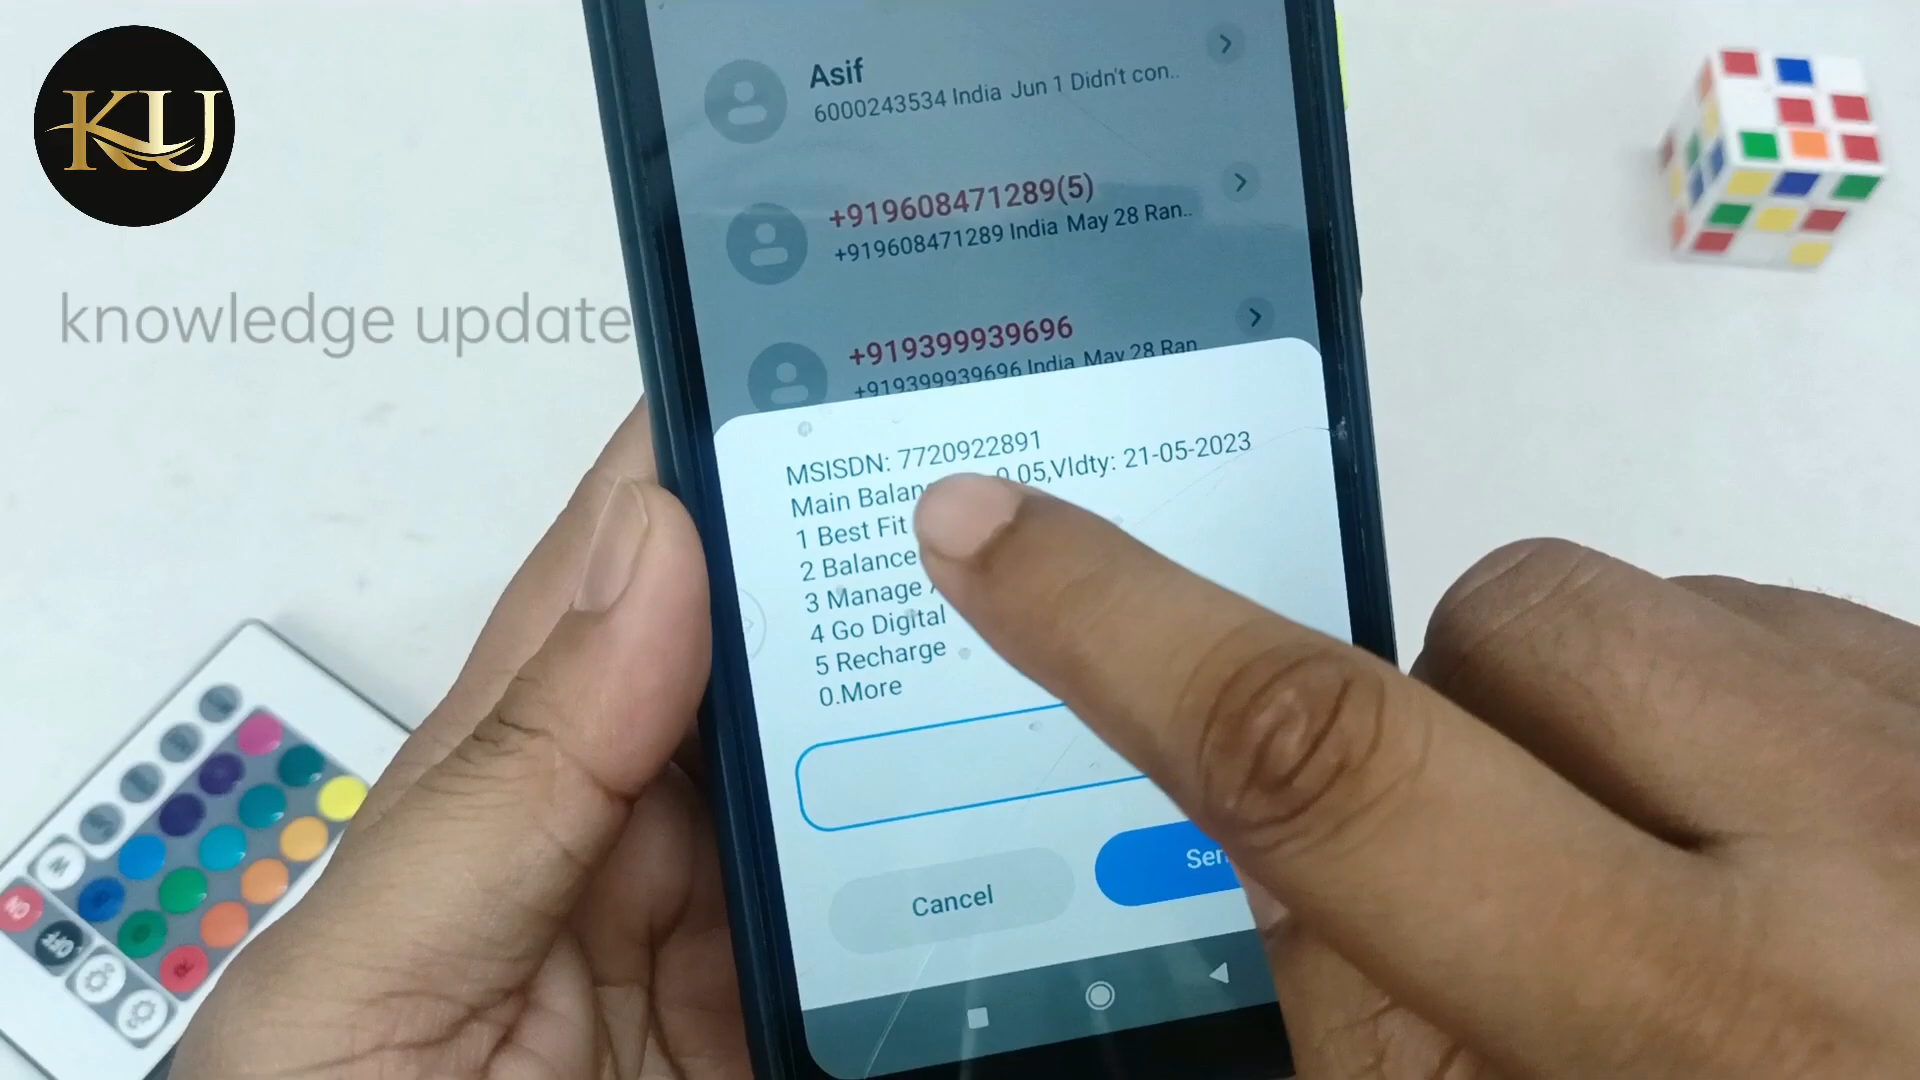 KU
knowledge update
Asif
6000243534 India Jun 1 Didn't con..
+919608471289(5)
+919608471289 India May 28 Ran..
+919399939696
+919399939696 India May 28 Ran
MSISDN: 7720922891
Main 0.05,Vldty: 21-05-2023
1 Best Fit
2 Balance
3 Manage
4 Go Digital
5 Recharge
0.More
Cancel
ON
OFF
W
R